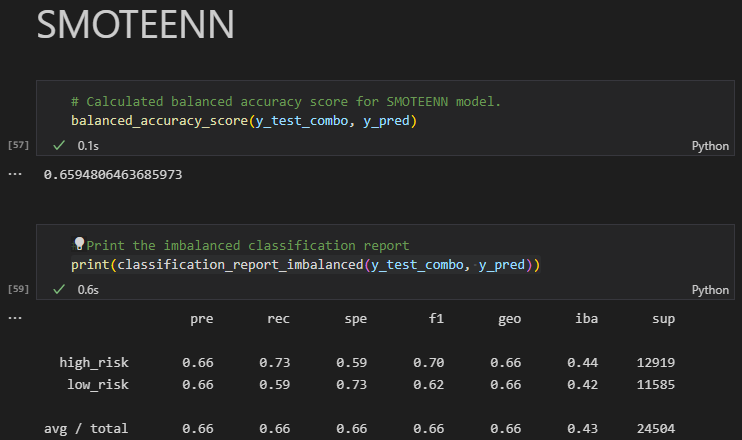 SMOTEENN
# Calculated balanced accuracy score for SMOTEENN model.
balanced_accuracy_score(y_test_combo, y_pred)
[57] 0.1s Python
... 0.6594806463685973
Print the imbalanced classification report
print(classification_report_imbalanced(y_test_combo, y_pred))
[59] 0.6s Python
... pre rec spe f1 geo iba sup
high_risk 0.66 0.73 0.59 0.70 0.66 0.44 12919
low_risk 0.66 0.59 0.73 0.62 0.66 0.42 11585
avg / total 0.66 0.66 0.66 0.66 0.66 0.43 24504